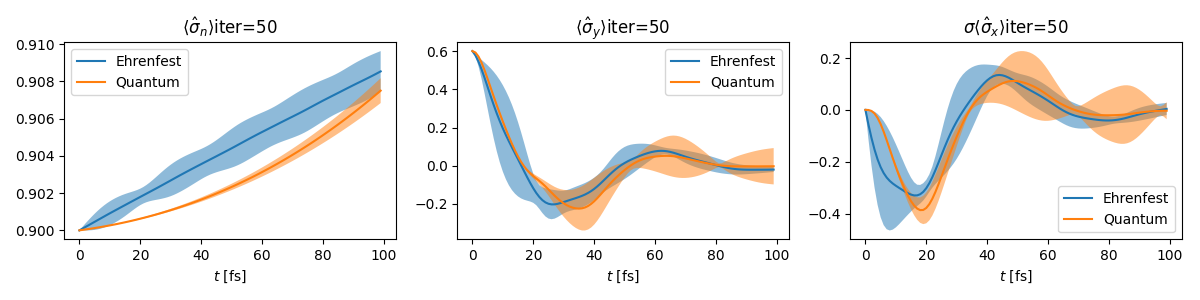 ⟨σ̂ₙ⟩iter=50
0.910
0.908
0.906
0.904
0.902
0.900
0 20 40 60 80 100
t [fs]
Ehrenfest
Quantum
⟨σ̂ᵧ⟩iter=50
0.6
0.4
0.2
0.0
−0.2
0 20 40 60 80 100
t [fs]
Ehrenfest
Quantum
σ⟨σ̂ₓ⟩iter=50
0.2
0.0
−0.2
−0.4
0 20 40 60 80 100
t [fs]
Ehrenfest
Quantum